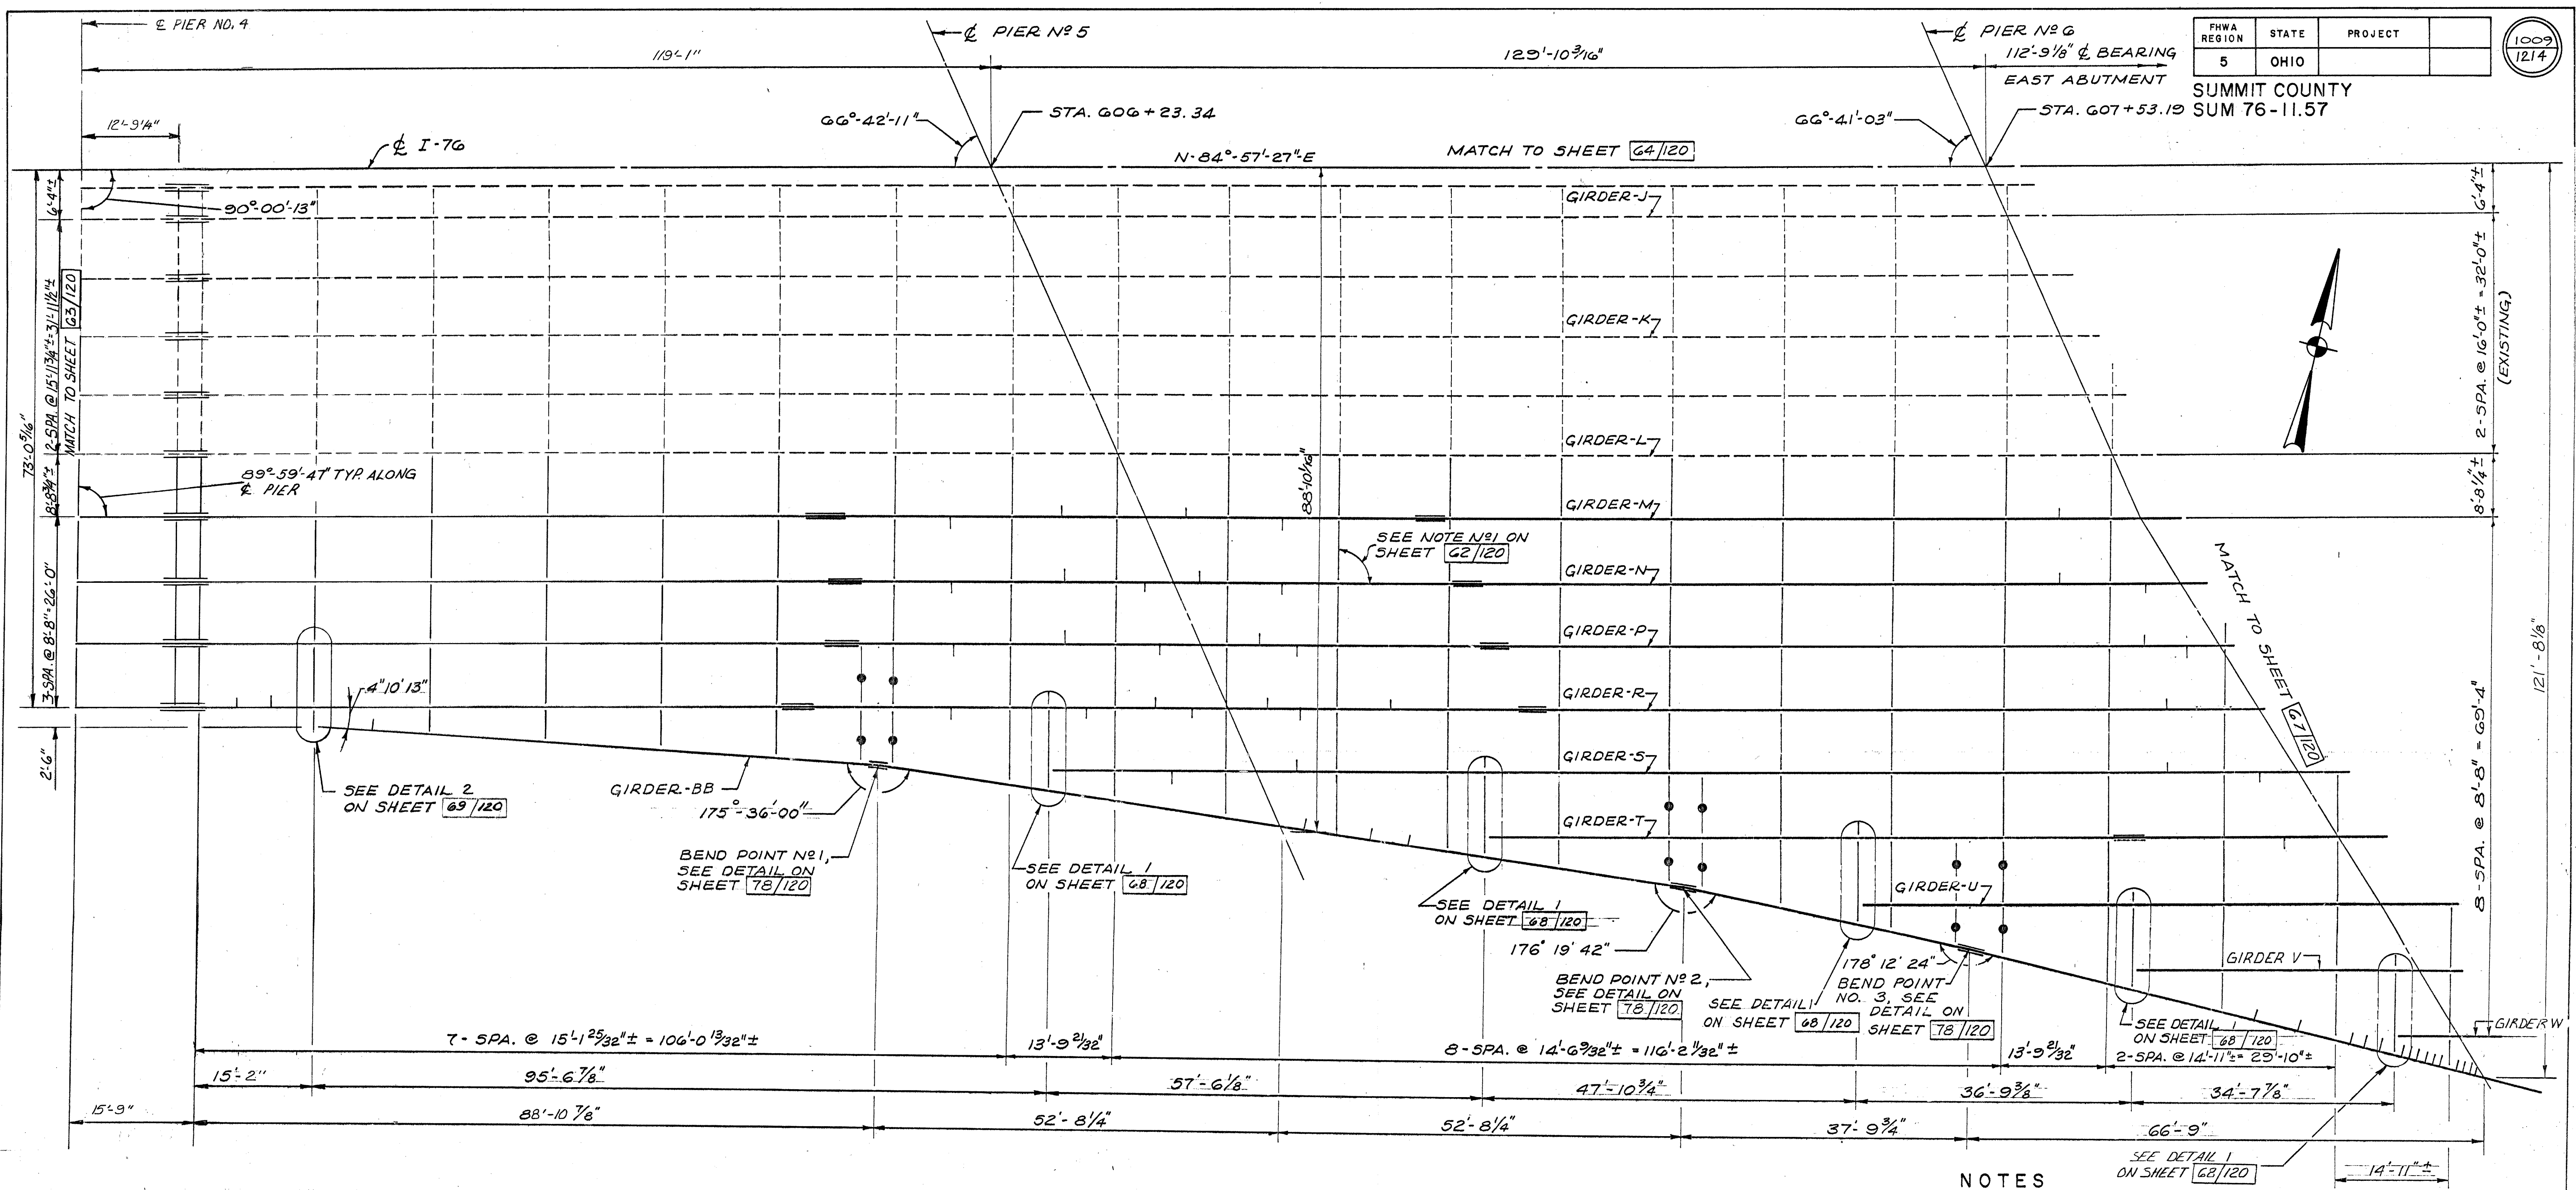 ℄ PIER NO. 4
℄ PIER Nº 5
℄ PIER Nº 6
119'-1"
129'-10 3/16"
112'-9 1/8" ℄ BEARING
EAST ABUTMENT
FHWA REGION
STATE
PROJECT
5
OHIO
1009
1214
SUMMIT COUNTY
SUM 76-11.57
12'-9 1/4"
℄ I-76
66°-42'-11"
STA. 606+23.34
N-84°-57'-27"-E
MATCH TO SHEET 64/120
66°-41'-03"
STA. 607+53.19
90°-00'-13"
6'-4"±
2-SPA. @ 15'-11 3/4"± = 31'-11 1/2"±
MATCH TO SHEET 63/120
73'-0 5/16"
8'-8 3/4"±
3-SPA. @ 8'-8" = 26'-0"
2'-6"
89°-59'-47" TYP. ALONG
℄ PIER
GIRDER-J
GIRDER-K
GIRDER-L
GIRDER-M
GIRDER-N
GIRDER-P
GIRDER-R
GIRDER-S
GIRDER-T
GIRDER-U
GIRDER V
GIRDER W
88'-10 1/16"
SEE NOTE Nº1 ON
SHEET 62/120
6'-4"±
2-SPA. @ 16'-0"± = 32'-0"±
(EXISTING)
8'-8 1/4"±
8-SPA. @ 8'-8" = 69'-4"
121'-8 1/8"
MATCH TO SHEET 67/120
4°10'13"
SEE DETAIL 2
ON SHEET 69/120
GIRDER-BB
175°-36'-00"
BEND POINT Nº1,
SEE DETAIL ON
SHEET 78/120
SEE DETAIL 1
ON SHEET 68/120
SEE DETAIL 1
ON SHEET 68/120
176° 19' 42"
BEND POINT Nº 2,
SEE DETAIL ON
SHEET 78/120
SEE DETAIL 1
ON SHEET 68/120
178° 12' 24"
BEND POINT
NO. 3, SEE
DETAIL ON
SHEET 78/120
SEE DETAIL 1
ON SHEET 68/120
7-SPA. @ 15'-1 25/32"± = 106'-0 13/32"±
13'-9 21/32"
8-SPA. @ 14'-6 9/32"± = 116'-2 11/32"±
13'-9 21/32"
2-SPA. @ 14'-11"± = 29'-10"±
15'-2"
95'-6 7/8"
57'-6 1/8"
47'-10 3/4"
36'-9 3/8"
34'-7 7/8"
15'-9"
88'-10 7/8"
52'-8 1/4"
52'-8 1/4"
37'-9 3/4"
66'-9"
SEE DETAIL 1
ON SHEET 68/120
14'-11"±
NOTES